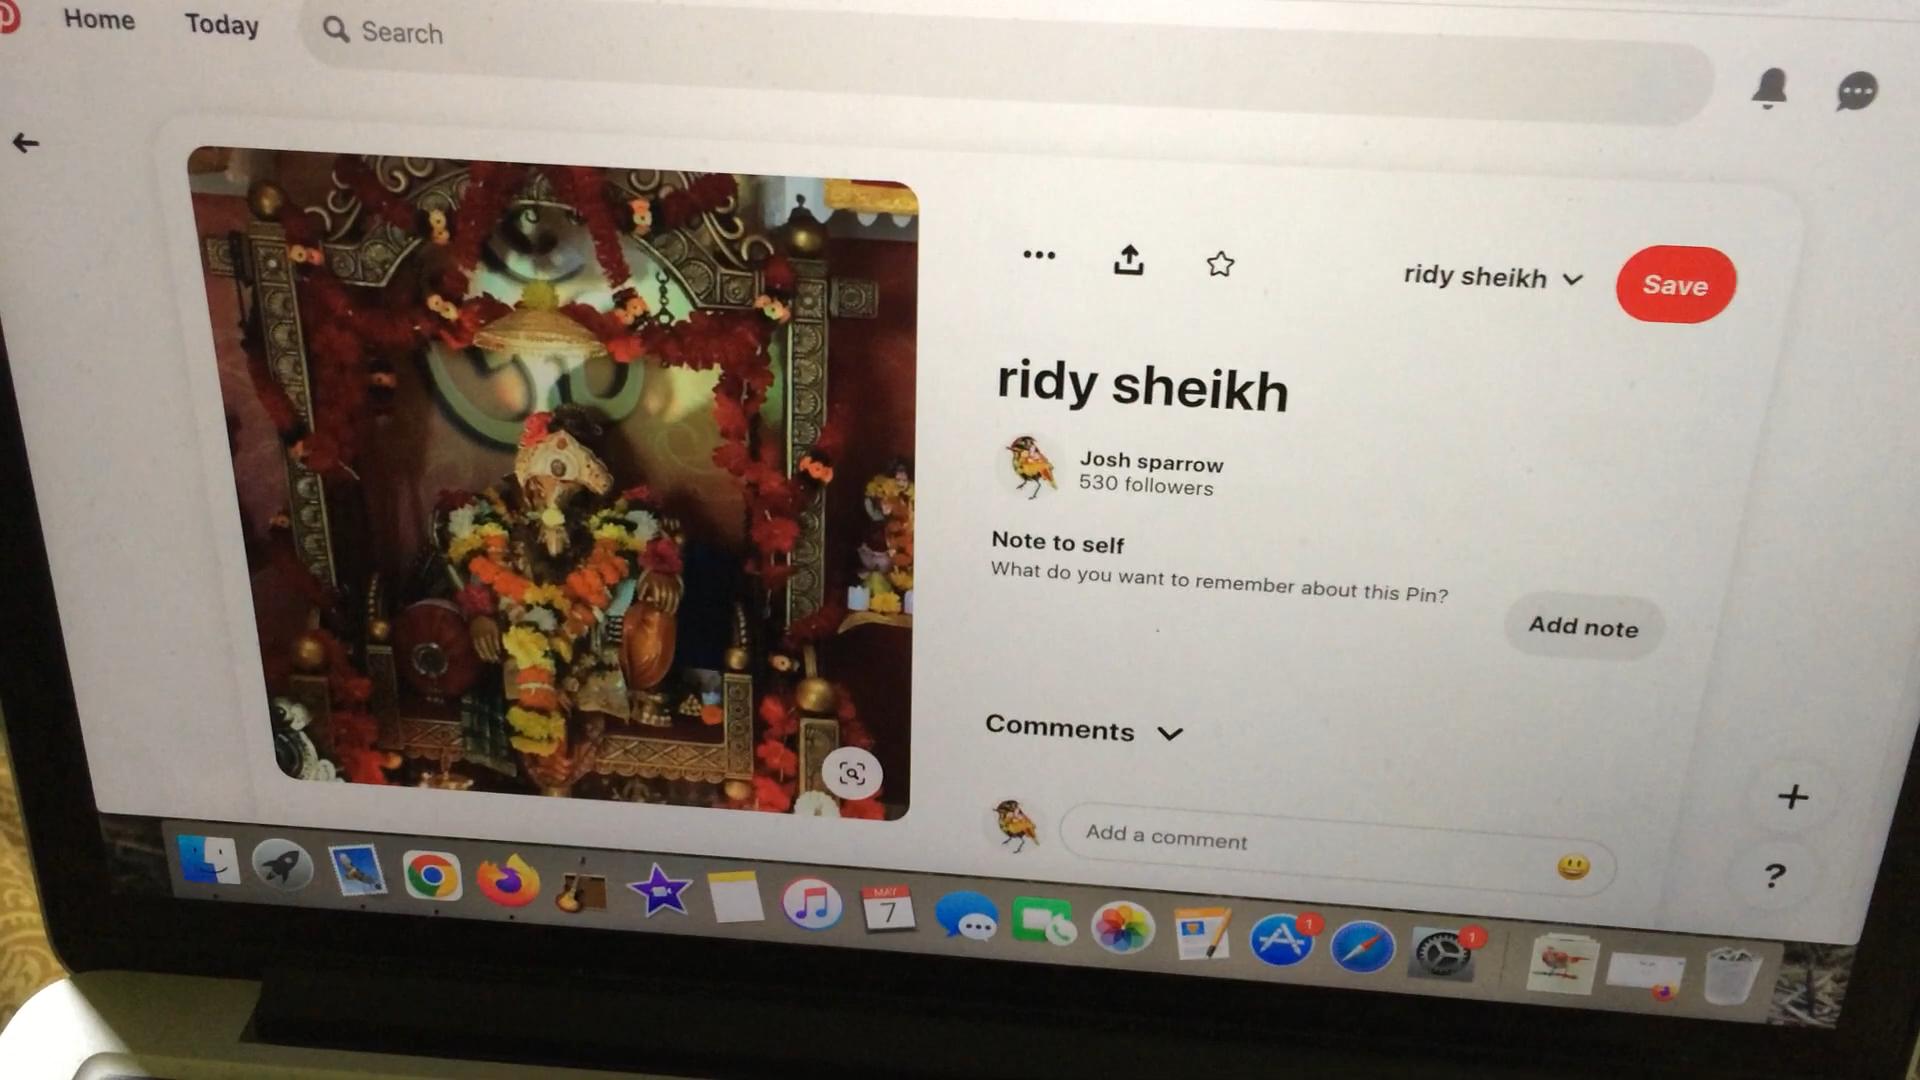 Home
Today
Search
ridy sheikh
Save
ridy sheikh
Josh sparrow
530 followers
Note to self
What do you want to remember about this Pin?
Add note
Comments
Add a comment
?
MAY
7
1
1